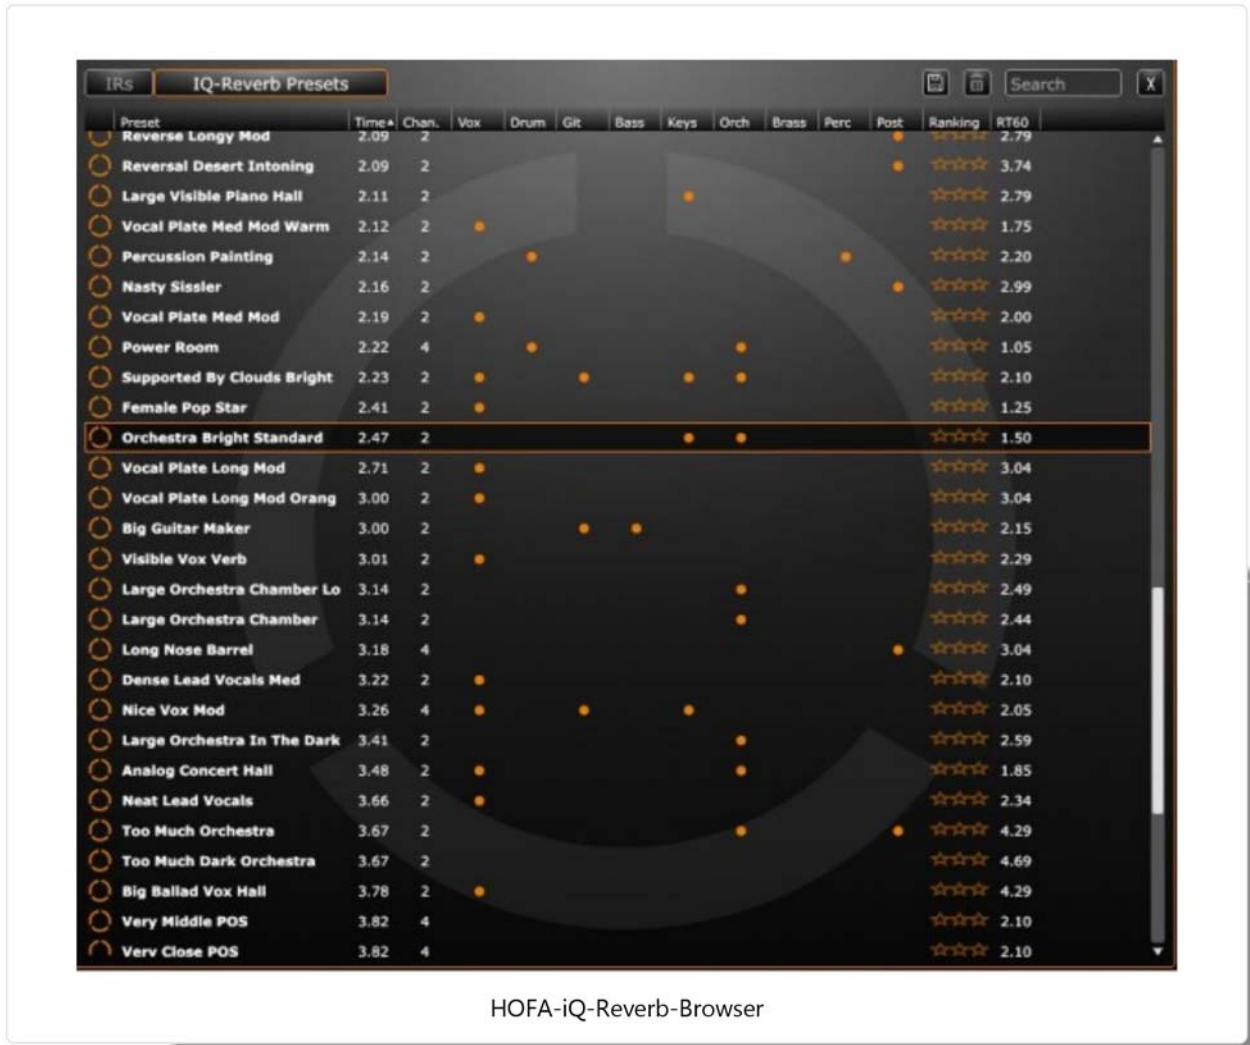 IRs IQ-Reverb Presets Search X
Preset Time Chan. Vox Drum Git Bass Keys Orch Brass Perc Post Ranking RT60
Reverse Longy Mod 2.09 2 2.79
Reversal Desert Intoning 2.09 2 3.74
Large Visible Piano Hall 2.11 2 2.79
Vocal Plate Med Mod Warm 2.12 2 1.75
Percussion Painting 2.14 2 2.20
Nasty Sissler 2.16 2 2.99
Vocal Plate Med Mod 2.19 2 2.00
Power Room 2.22 4 1.05
Supported By Clouds Bright 2.23 2 2.10
Female Pop Star 2.41 2 1.25
Orchestra Bright Standard 2.47 2 1.50
Vocal Plate Long Mod 2.71 2 3.04
Vocal Plate Long Mod Orang 3.00 2 3.04
Big Guitar Maker 3.00 2 2.15
Visible Vox Verb 3.01 2 2.29
Large Orchestra Chamber Lo 3.14 2 2.49
Large Orchestra Chamber 3.14 2 2.44
Long Nose Barrel 3.18 4 3.04
Dense Lead Vocals Med 3.22 2 2.10
Nice Vox Mod 3.26 4 2.05
Large Orchestra In The Dark 3.41 2 2.59
Analog Concert Hall 3.48 2 1.85
Neat Lead Vocals 3.66 2 2.34
Too Much Orchestra 3.67 2 4.29
Too Much Dark Orchestra 3.67 2 4.69
Big Ballad Vox Hall 3.78 2 4.29
Very Middle POS 3.82 4 2.10
Very Close POS 3.82 4 2.10
HOFA-iQ-Reverb-Browser